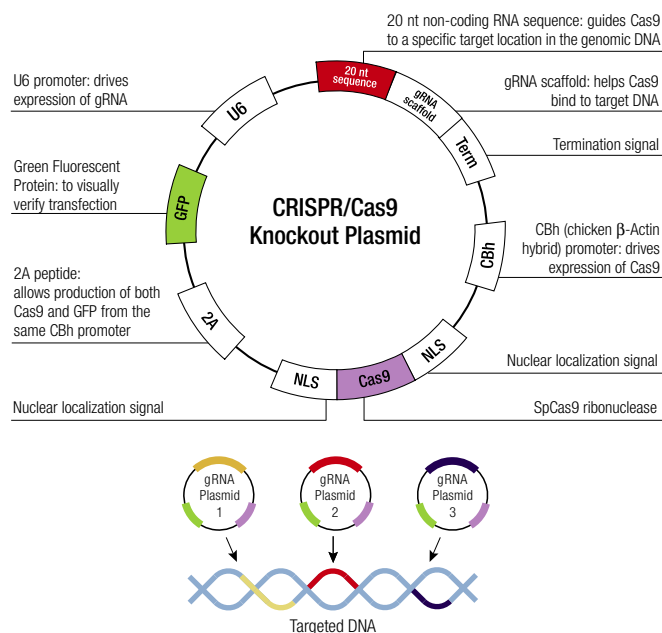 20 nt non-coding RNA sequence: guides Cas9
to a specific target location in the genomic DNA
U6 promoter: drives
expression of gRNA
gRNA scaffold: helps Cas9
bind to target DNA
Termination signal
Green Fluorescent
Protein: to visually
verify transfection
CBh (chicken β-Actin
hybrid) promoter: drives
expression of Cas9
2A peptide:
allows production of both
Cas9 and GFP from the
same CBh promoter
Nuclear localization signal
Nuclear localization signal
SpCas9 ribonuclease
20 nt
sequence
gRNA
scaffold
Term
CBh
NLS
Cas9
NLS
2A
GFP
U6
CRISPR/Cas9
Knockout Plasmid
gRNA
Plasmid
1
gRNA
Plasmid
2
gRNA
Plasmid
3
Targeted DNA